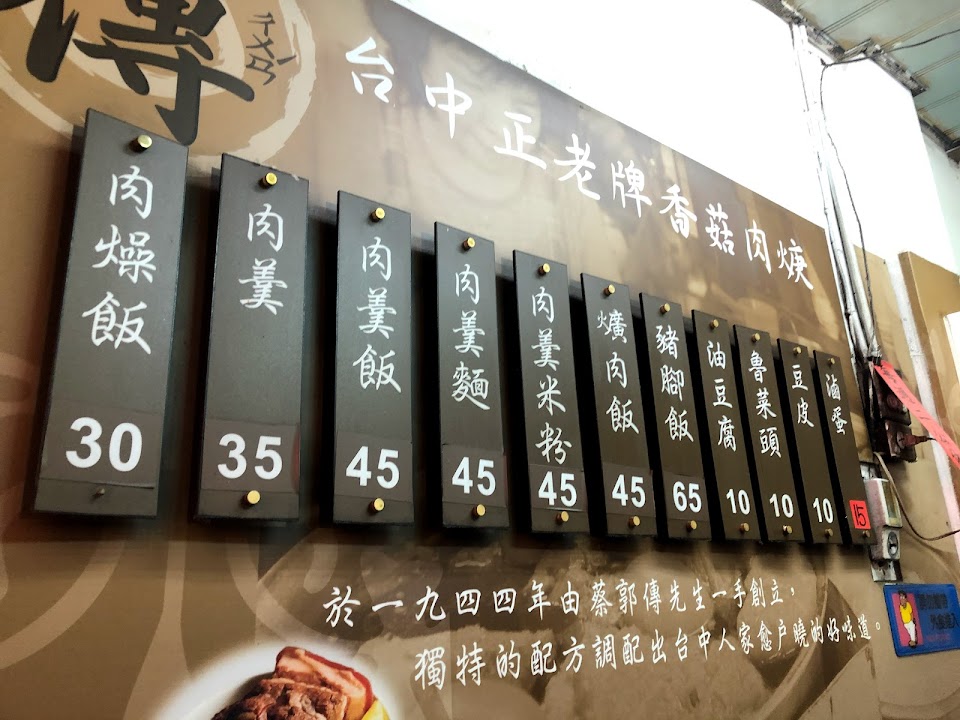 傳
ㄔㄨㄢˊ
台中正老牌香菇肉焿
肉燥飯 30
肉羹 35
肉羹飯 45
肉羹麵 45
肉羹米粉 45
爌肉飯 45
豬腳飯 65
油豆腐 10
魯菜頭 10
豆皮 10
滷蛋 15
於一九四四年由蔡郭傳先生一手創立，
獨特的配方調配出台中人家愈戶曉的好味道。